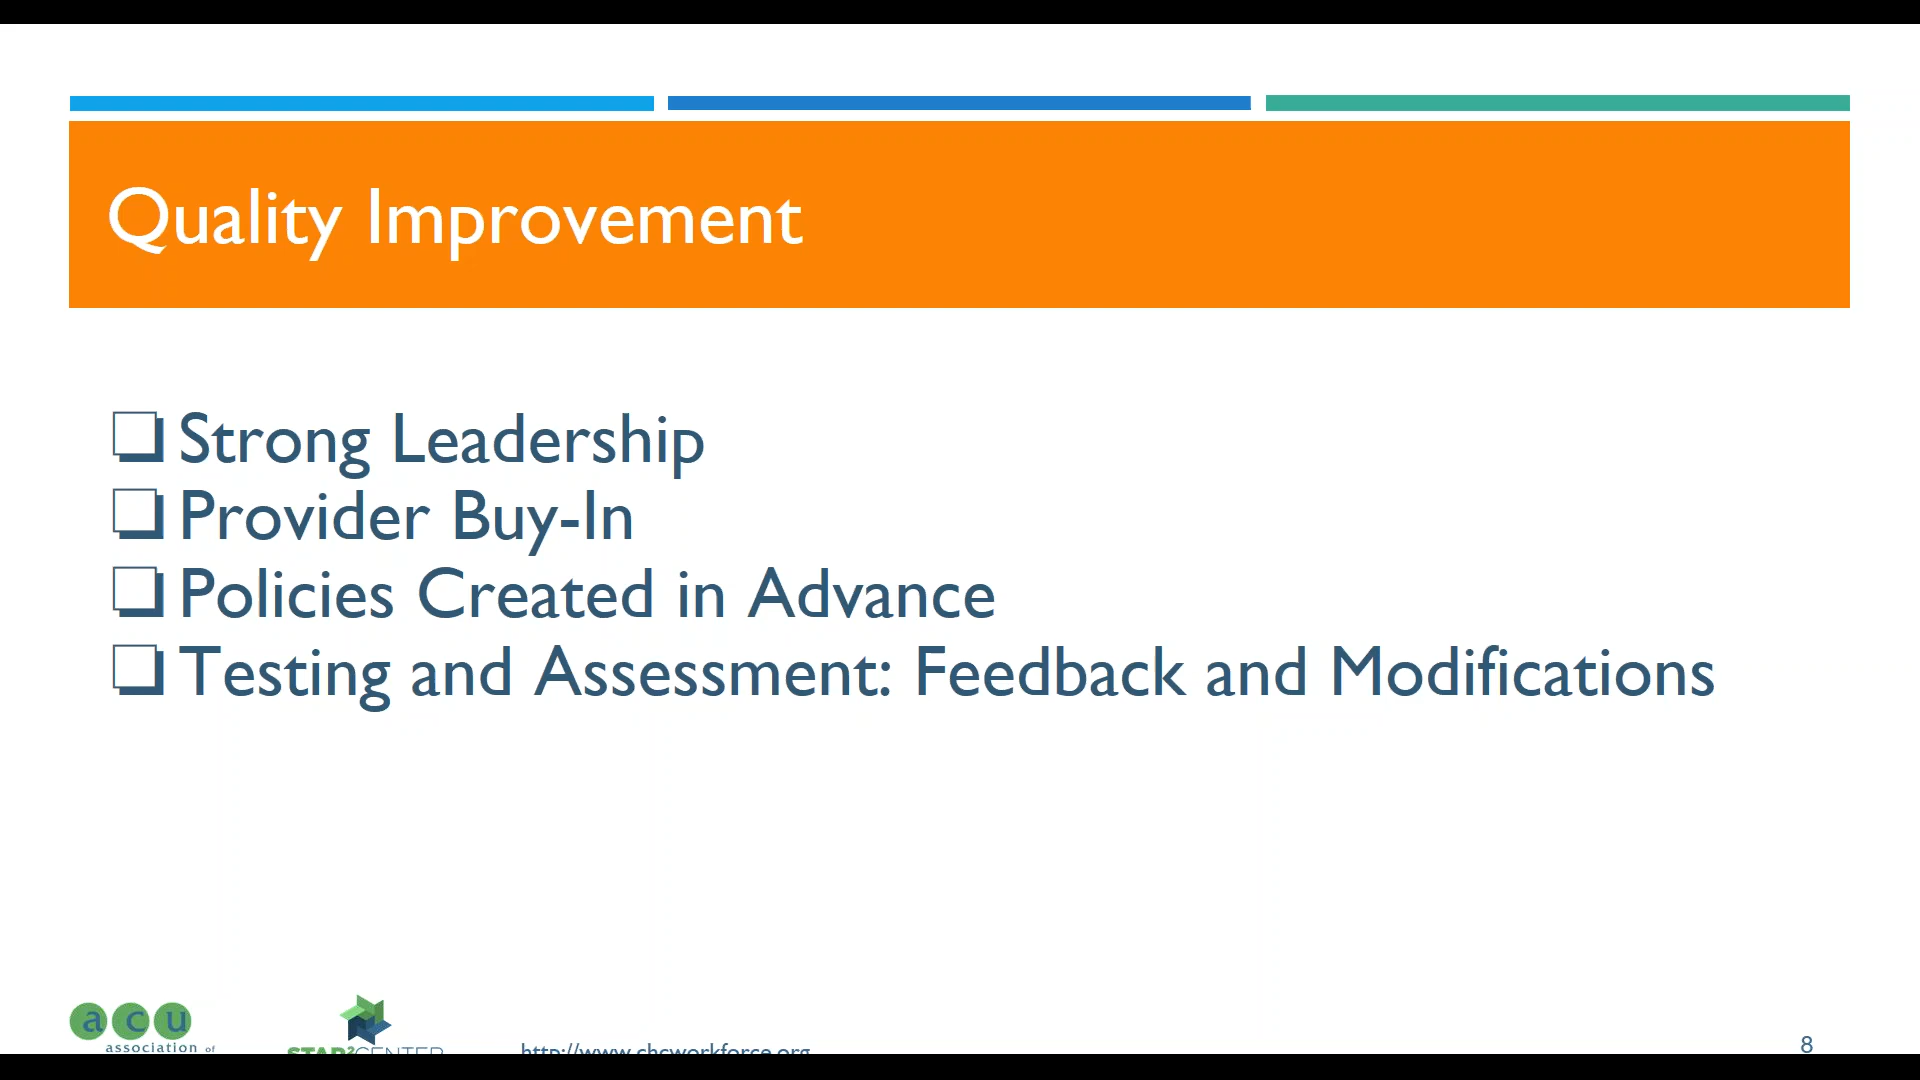 Quality Improvement
❑ Strong Leadership
❑ Provider Buy-In
❑ Policies Created in Advance
❑ Testing and Assessment: Feedback and Modifications
acu
association of
STAR²CENTER
http://www.chcworkforce.org
8